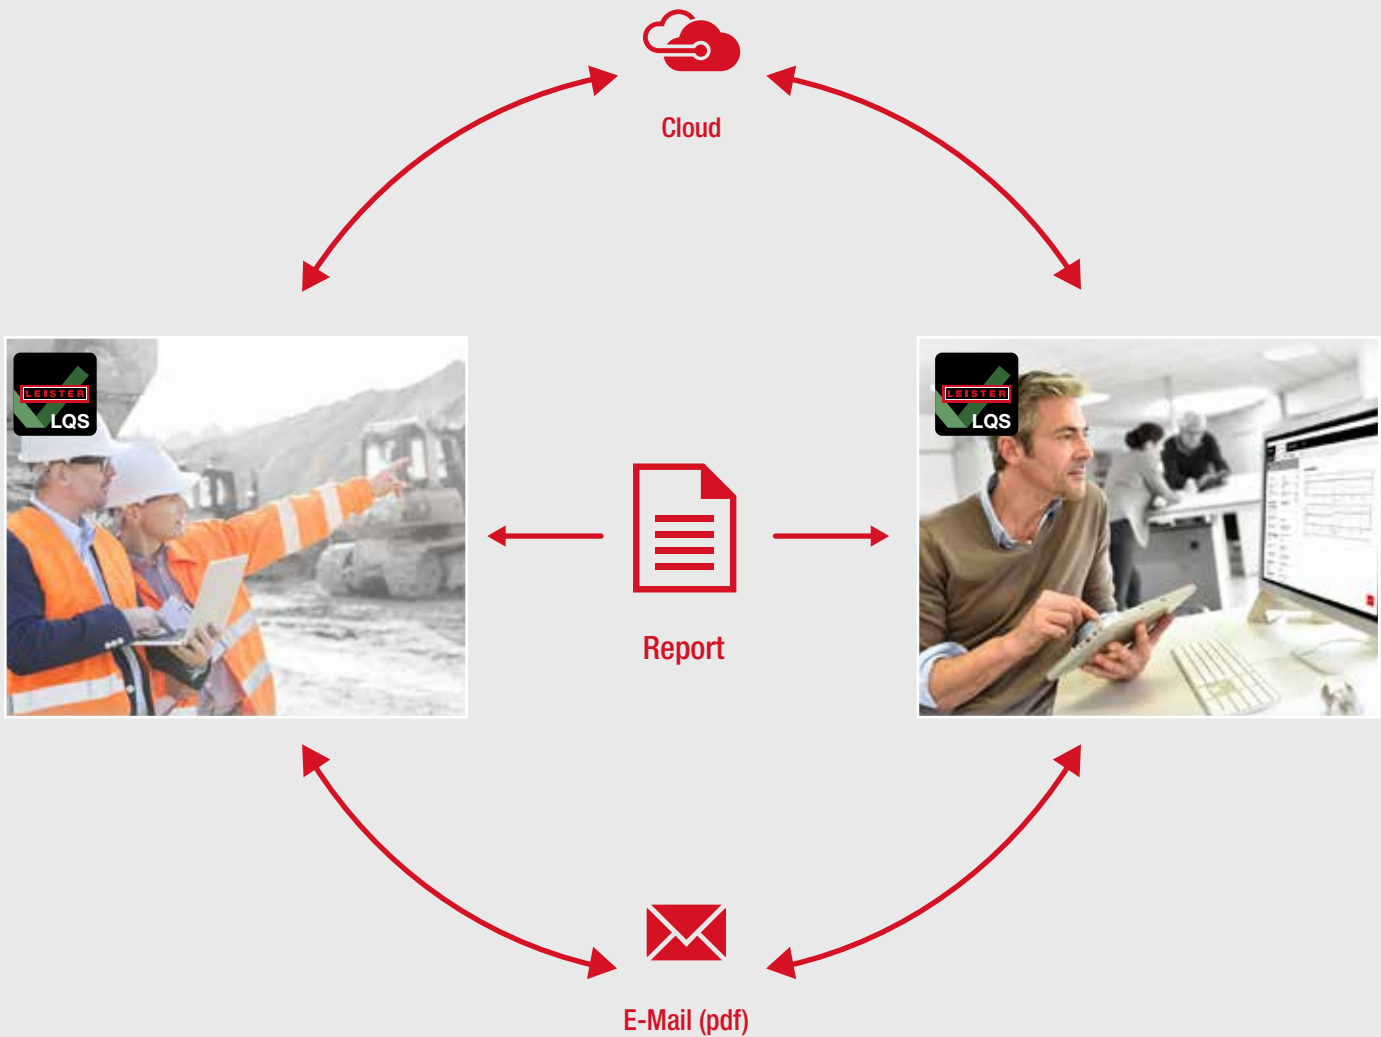 Cloud
LEISTER
LQS
LEISTER
LQS
Report
E-Mail (pdf)